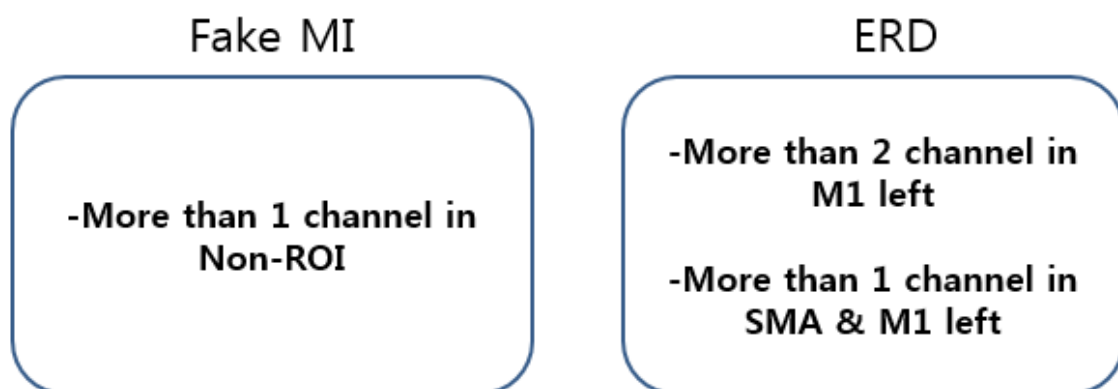 Fake MI
-More than 1 channel in
Non-ROI
ERD
-More than 2 channel in
M1 left
-More than 1 channel in
SMA & M1 left